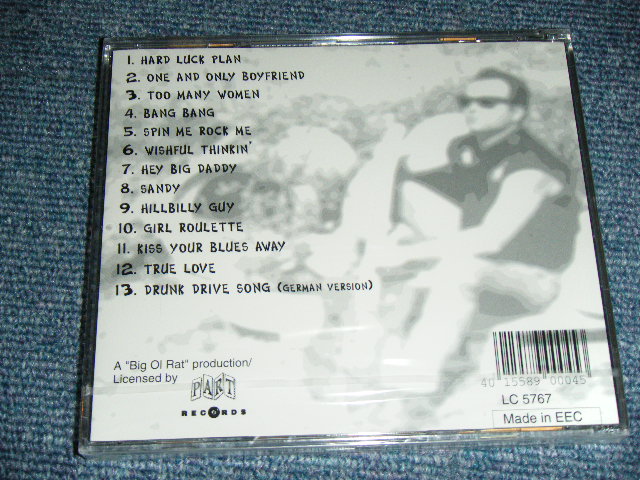 1. HARD LUCK PLAN
2. ONE AND ONLY BOYFRIEND
3. TOO MANY WOMEN
4. BANG BANG
5. SPIN ME ROCK ME
6. WISHFUL THINKIN'
7. HEY BIG DADDY
8. SANDY
9. HILLBILLY GUY
10. GIRL ROULETTE
11. KISS YOUR BLUES AWAY
12. TRUE LOVE
13. DRUNK DRIVE SONG (GERMAN VERSION)
A "Big Ol Rat" production/
Licensed by
PART
RECORDS
40 15589 00045
LC 5767
Made in EEC